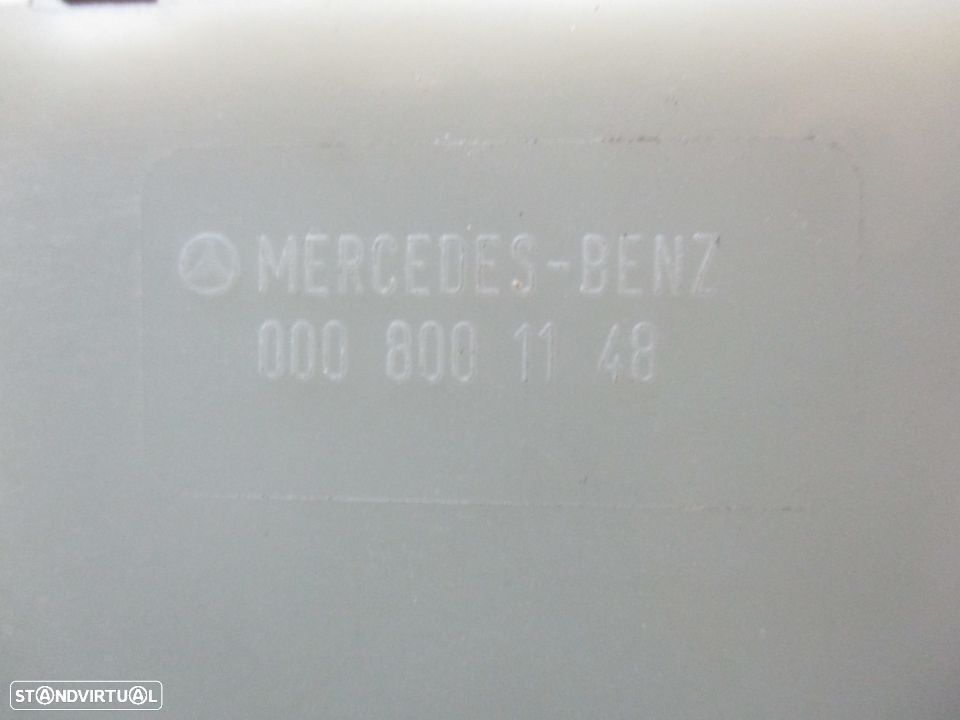 MERCEDES-BENZ
000 800 11 48
STANDVIRTUAL